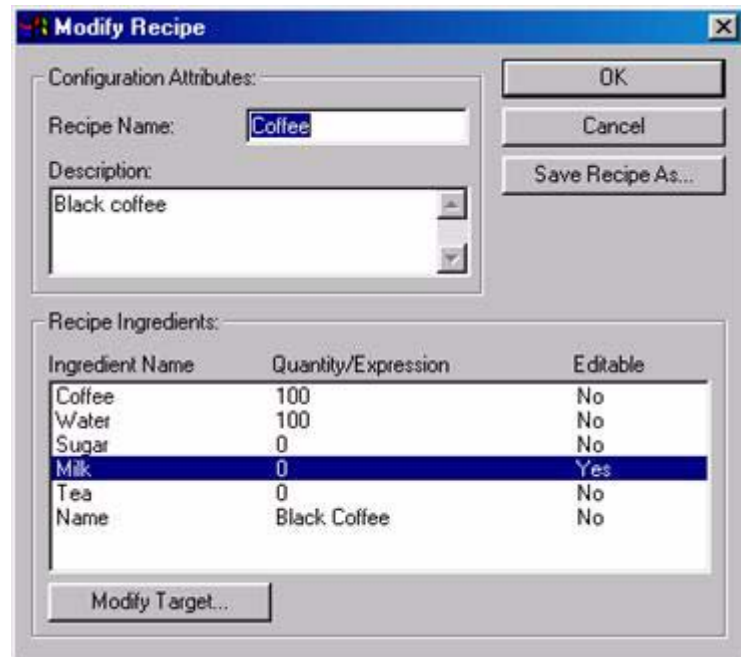 Modify Recipe
Configuration Attributes:
OK
Recipe Name: Coffee
Cancel
Description:
Save Recipe As...
Black coffee
Recipe Ingredients:
Ingredient Name Quantity/Expression Editable
Coffee 100 No
Water 100 No
Sugar 0 No
Milk 0 Yes
Tea 0 No
Name Black Coffee No
Modify Target...